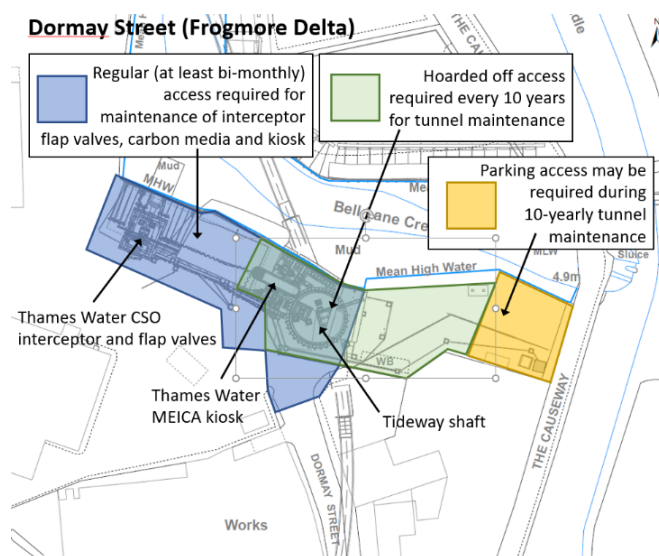 Dormay Street (Frogmore Delta)
Regular (at least bi-monthly)
access required for
maintenance of interceptor
flap valves, carbon media and kiosk
Hoarded off access
required every 10 years
for tunnel maintenance
Parking access may be
required during
10-yearly tunnel
maintenance
THE CAUSEWAY
N
Mud
MHW
Mud
Mean High Water
MLW
Sluice
4.9m
WB
Thames Water CSO
interceptor and flap valves
Thames Water
MEICA kiosk
Tideway shaft
DORMAY STREET
THE CAUSEWAY
Works